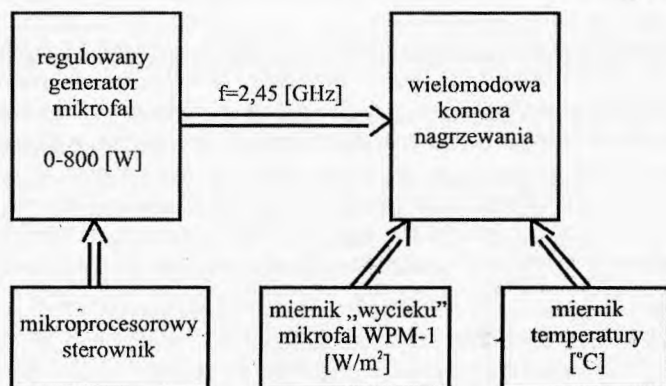 regulowany
generator
mikrofal
0-800 [W]
f=2,45 [GHz]
wielomodowa
komora
nagrzewania
mikroprocesorowy
sterownik
miernik „wycieku”
mikrofal WPM-1
[W/m²]
miernik
temperatury
[°C]